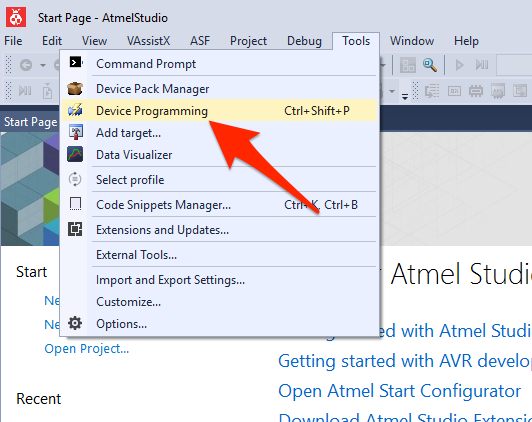 Start Page - AtmelStudio
File Edit View VAssistX ASF Project Debug Tools Window Help
Command Prompt
Device Pack Manager
Device Programming Ctrl+Shift+P
Start Page
Add target...
Data Visualizer
Select profile
Code Snippets Manager... Ctrl+K, Ctrl+B
Extensions and Updates...
External Tools...
Import and Export Settings...
Customize...
Options...
Start
Ne
Ne
Open Project...
Recent
Atmel Studi
ed with Atmel Studi
Getting started with AVR develop
Open Atmel Start Configurator
Download Atmel Studio Extension